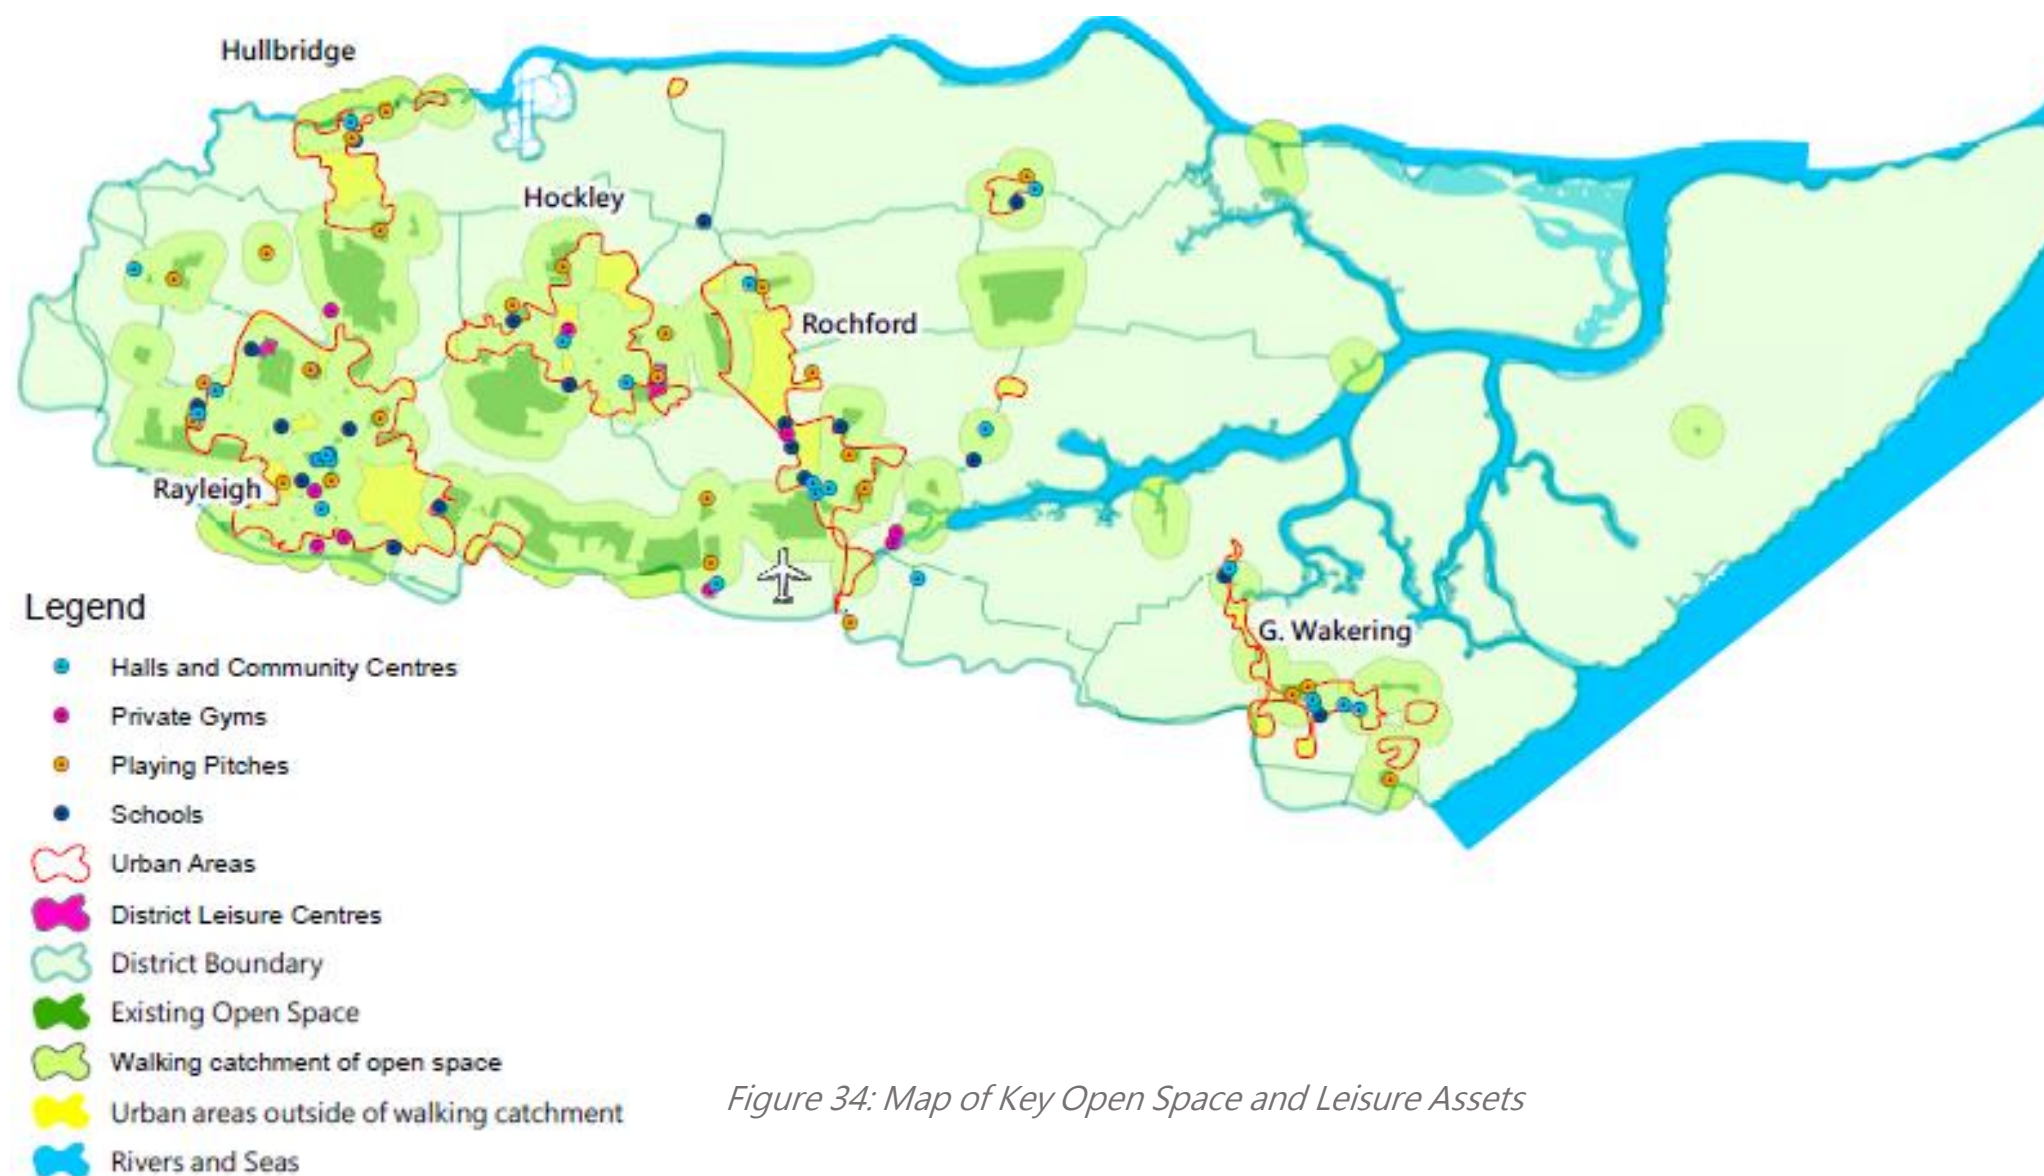 Hullbridge
Hockley
Rochford
Rayleigh
G. Wakering
Legend
Halls and Community Centres
Private Gyms
Playing Pitches
Schools
Urban Areas
District Leisure Centres
District Boundary
Existing Open Space
Walking catchment of open space
Urban areas outside of walking catchment
Rivers and Seas
Figure 34: Map of Key Open Space and Leisure Assets